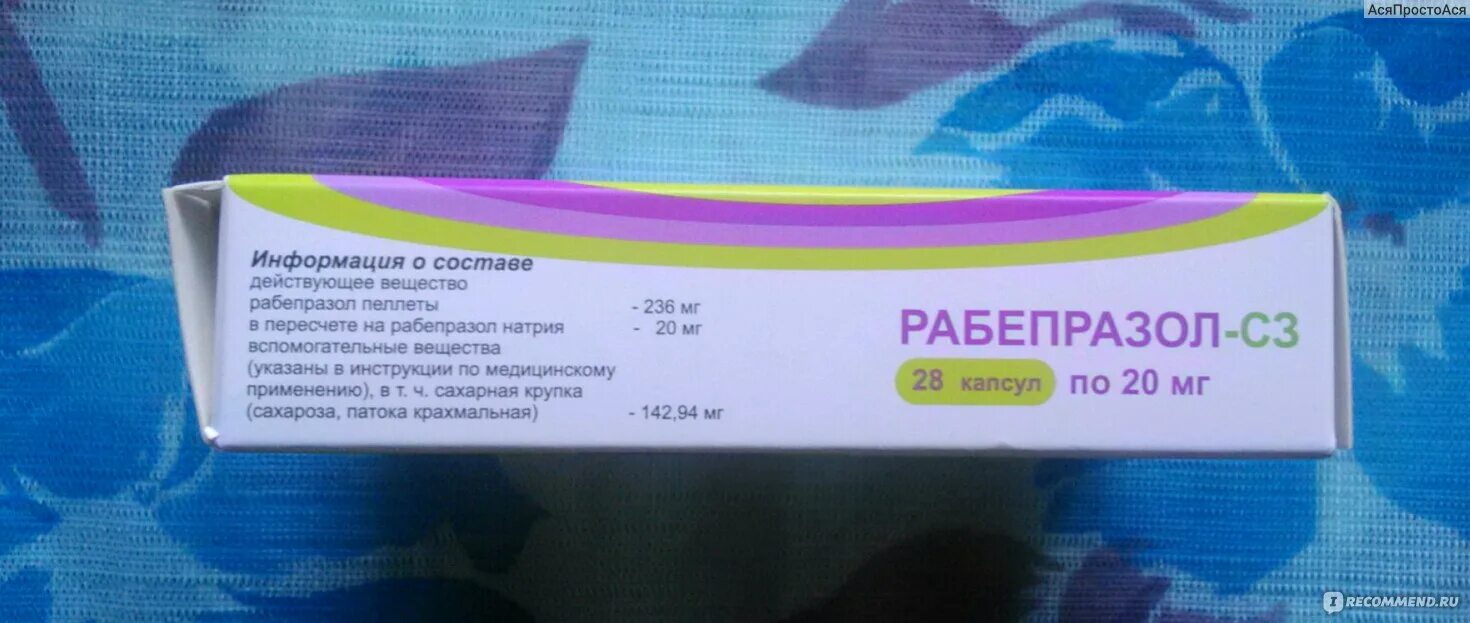 АсяПростоАся
Информация о составе
действующее вещество
рабепразол пеллеты - 236 мг
в пересчете на рабепразол натрия - 20 мг
вспомогательные вещества
(указаны в инструкции по медицинскому
применению), в т. ч. сахарная крупка
(сахароза, патока крахмальная) - 142,94 мг
РАБЕПРАЗОЛ-СЗ
28 капсул по 20 мг
IRECOMMEND.RU